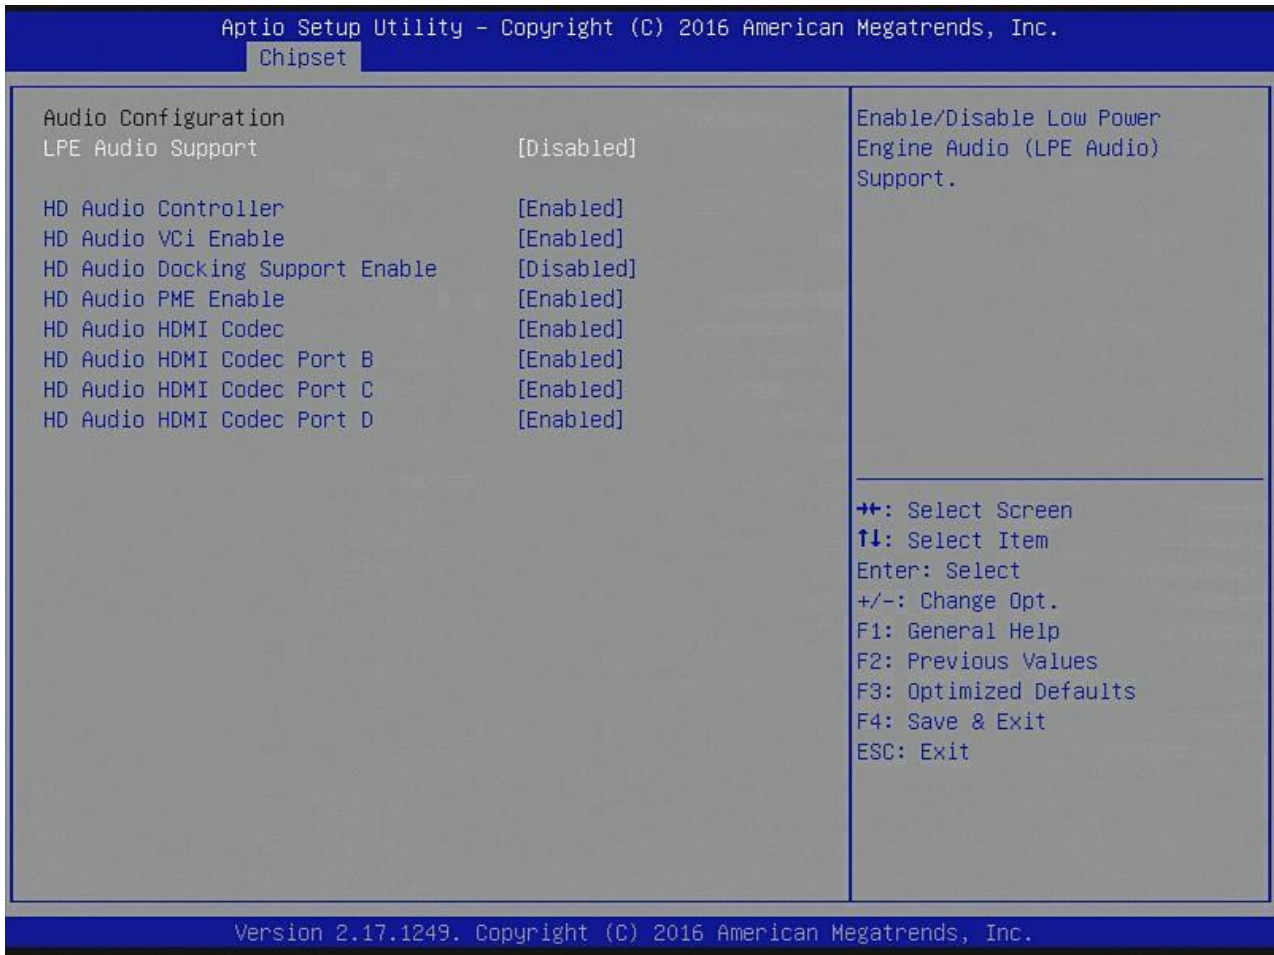 Aptio Setup Utility – Copyright (C) 2016 American Megatrends, Inc.
Chipset
Audio Configuration
LPE Audio Support [Disabled]
HD Audio Controller [Enabled]
HD Audio VCi Enable [Enabled]
HD Audio Docking Support Enable [Disabled]
HD Audio PME Enable [Enabled]
HD Audio HDMI Codec [Enabled]
HD Audio HDMI Codec Port B [Enabled]
HD Audio HDMI Codec Port C [Enabled]
HD Audio HDMI Codec Port D [Enabled]
Enable/Disable Low Power
Engine Audio (LPE Audio)
Support.
→←: Select Screen
↑↓: Select Item
Enter: Select
+/-: Change Opt.
F1: General Help
F2: Previous Values
F3: Optimized Defaults
F4: Save & Exit
ESC: Exit
Version 2.17.1249. Copyright (C) 2016 American Megatrends, Inc.